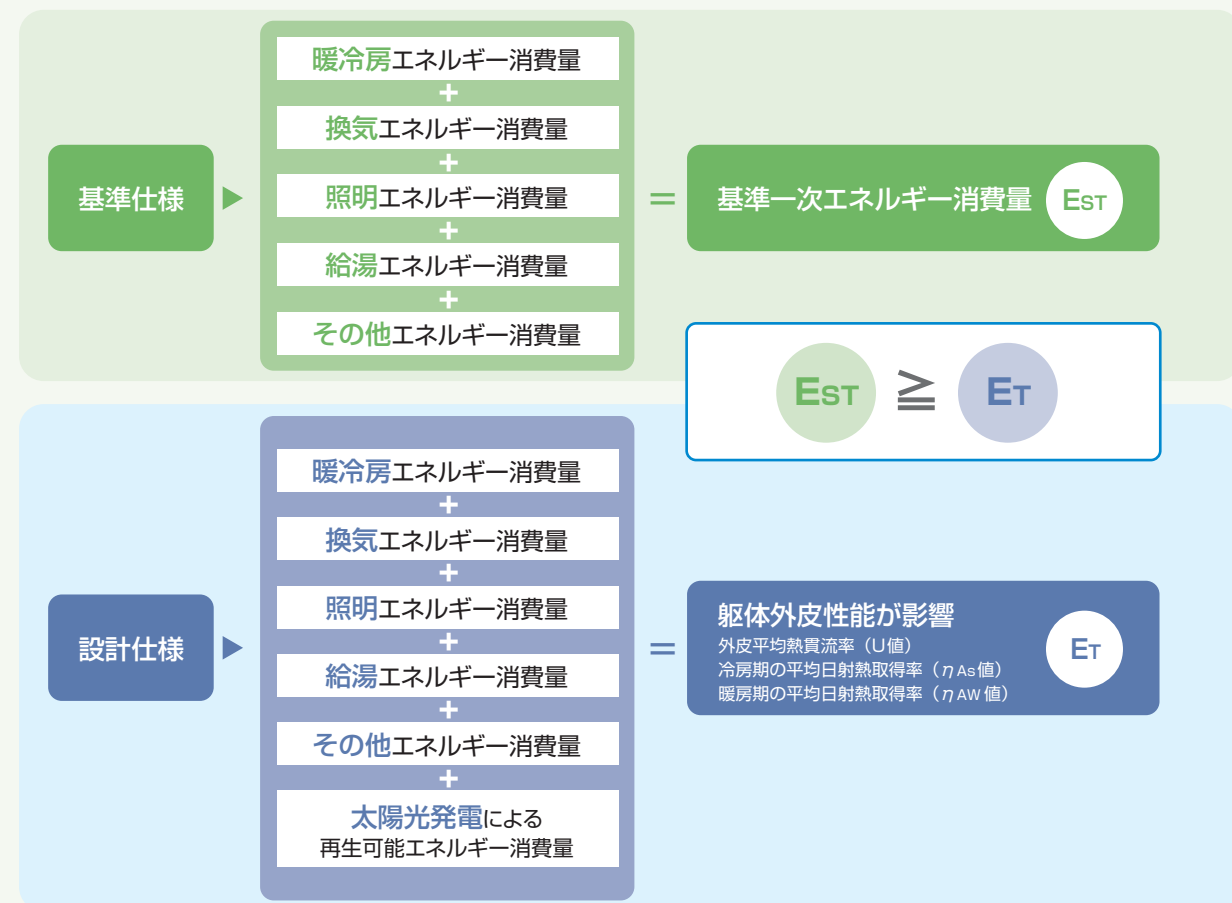 基準仕様
暖冷房エネルギー消費量
+
換気エネルギー消費量
+
照明エネルギー消費量
+
給湯エネルギー消費量
+
その他エネルギー消費量
=
基準一次エネルギー消費量 EST
EST ≧ ET
設計仕様
暖冷房エネルギー消費量
+
換気エネルギー消費量
+
照明エネルギー消費量
+
給湯エネルギー消費量
+
その他エネルギー消費量
+
太陽光発電による
再生可能エネルギー消費量
=
躯体外皮性能が影響
外皮平均熱貫流率（U値）
冷房期の平均日射熱取得率（ηAs値）
暖房期の平均日射熱取得率（ηAW値）
ET